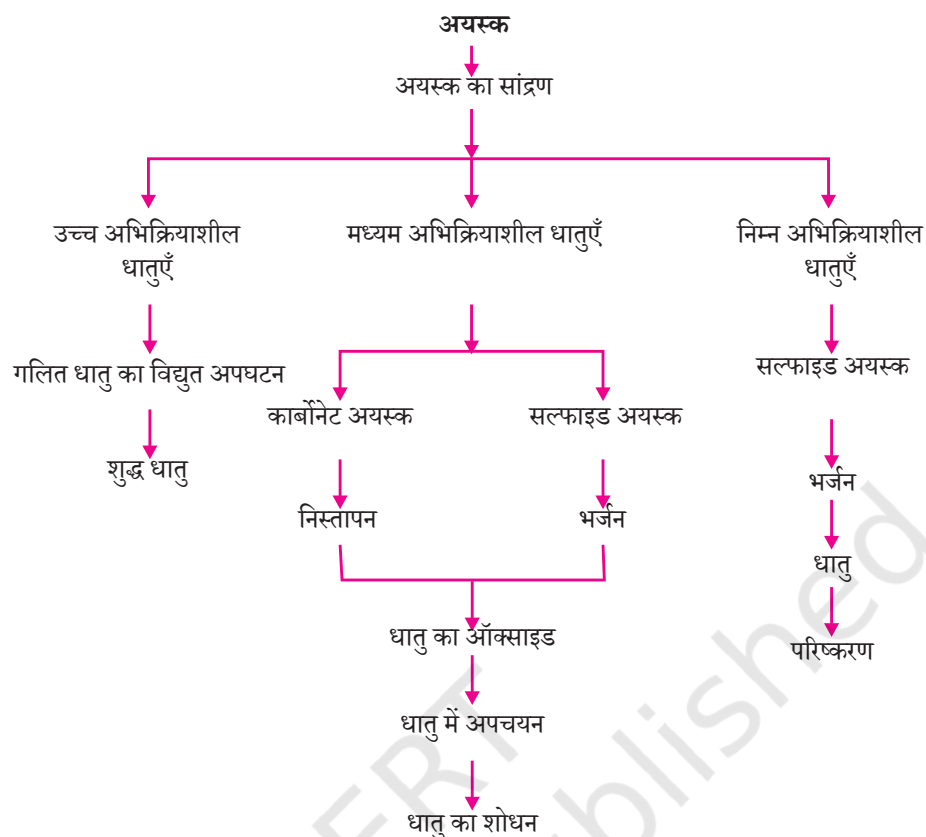 अयस्क
अयस्क का सांद्रण
उच्च अभिक्रियाशील
धातुएँ
मध्यम अभिक्रियाशील धातुएँ
निम्न अभिक्रियाशील
धातुएँ
गलित धातु का विद्युत अपघटन
शुद्ध धातु
कार्बोनेट अयस्क
सल्फाइड अयस्क
निस्तापन
भर्जन
धातु का ऑक्साइड
धातु में अपचयन
धातु का शोधन
सल्फाइड अयस्क
भर्जन
धातु
परिष्करण